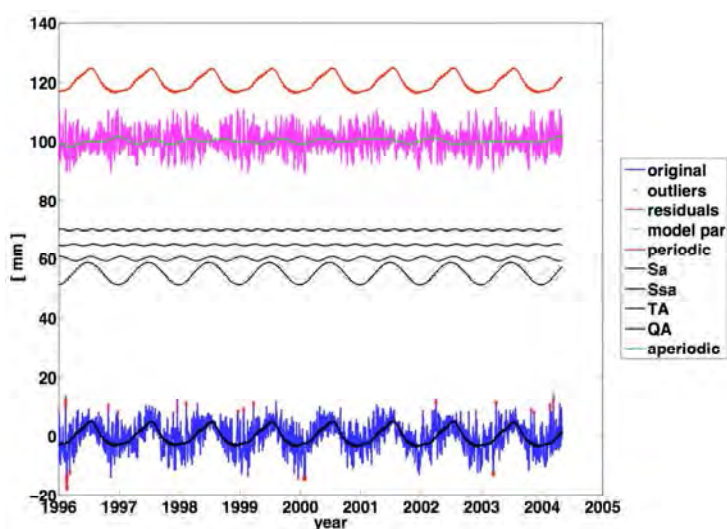 140
120
100
80
60
40
20
0
−20
[ mm ]
1996 1997 1998 1999 2000 2001 2002 2003 2004 2005
year
original
outliers
residuals
model par
periodic
Sa
Ssa
TA
QA
aperiodic